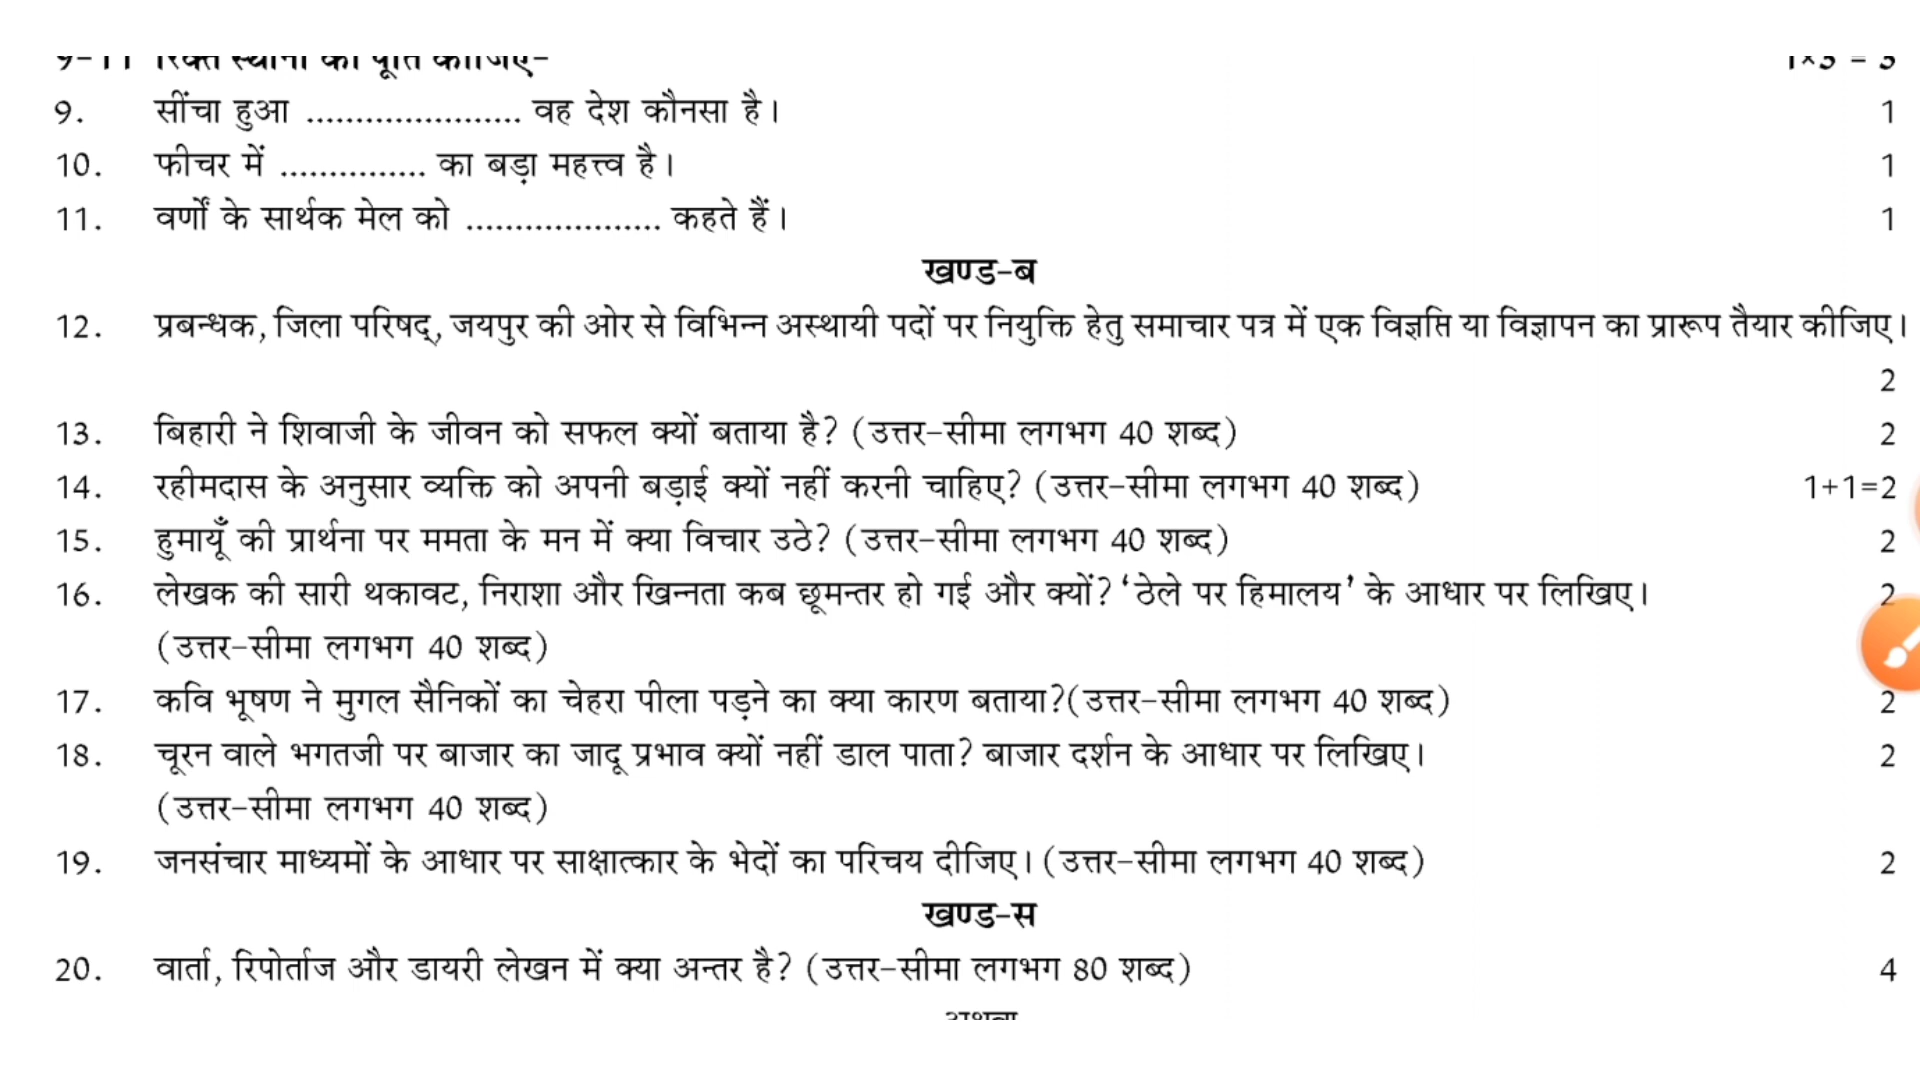 9-11 रिक्त स्थानों की पूर्ति कीजिए- 1×3 = 3
9. सींचा हुआ ...................... वह देश कौनसा है। 1
10. फीचर में ............... का बड़ा महत्त्व है। 1
11. वर्णों के सार्थक मेल को .................... कहते हैं। 1
खण्ड-ब
12. प्रबन्धक, जिला परिषद्, जयपुर की ओर से विभिन्न अस्थायी पदों पर नियुक्ति हेतु समाचार पत्र में एक विज्ञप्ति या विज्ञापन का प्रारूप तैयार कीजिए।
2
13. बिहारी ने शिवाजी के जीवन को सफल क्यों बताया है? (उत्तर-सीमा लगभग 40 शब्द) 2
14. रहीमदास के अनुसार व्यक्ति को अपनी बड़ाई क्यों नहीं करनी चाहिए? (उत्तर-सीमा लगभग 40 शब्द) 1+1=2
15. हुमायूँ की प्रार्थना पर ममता के मन में क्या विचार उठे? (उत्तर-सीमा लगभग 40 शब्द) 2
16. लेखक की सारी थकावट, निराशा और खिन्नता कब छूमन्तर हो गई और क्यों? ‘ठेले पर हिमालय’ के आधार पर लिखिए। 2
(उत्तर-सीमा लगभग 40 शब्द)
17. कवि भूषण ने मुगल सैनिकों का चेहरा पीला पड़ने का क्या कारण बताया?(उत्तर-सीमा लगभग 40 शब्द) 2
18. चूरन वाले भगतजी पर बाजार का जादू प्रभाव क्यों नहीं डाल पाता? बाजार दर्शन के आधार पर लिखिए। 2
(उत्तर-सीमा लगभग 40 शब्द)
19. जनसंचार माध्यमों के आधार पर साक्षात्कार के भेदों का परिचय दीजिए। (उत्तर-सीमा लगभग 40 शब्द) 2
खण्ड-स
20. वार्ता, रिपोर्ताज और डायरी लेखन में क्या अन्तर है? (उत्तर-सीमा लगभग 80 शब्द) 4
अथवा